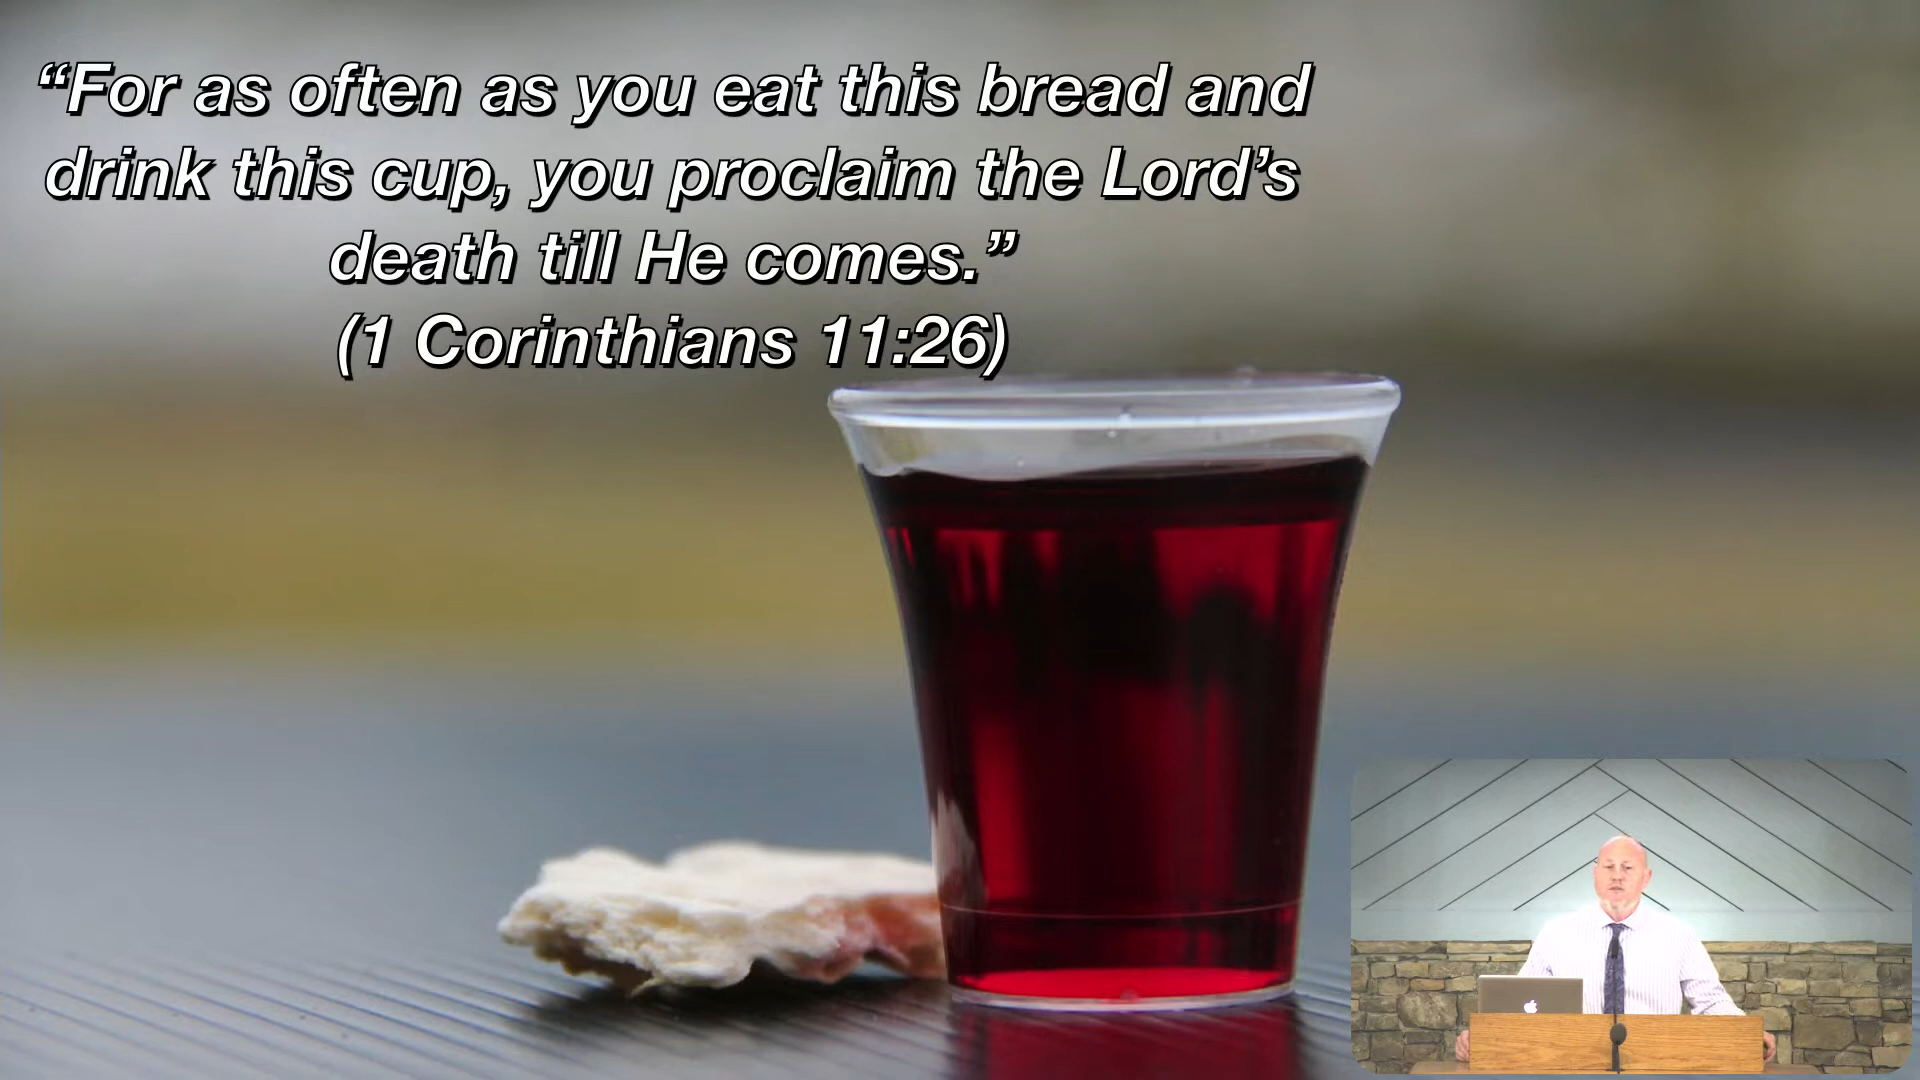 “For as often as you eat this bread and
drink this cup, you proclaim the Lord’s
death till He comes.”
(1 Corinthians 11:26)